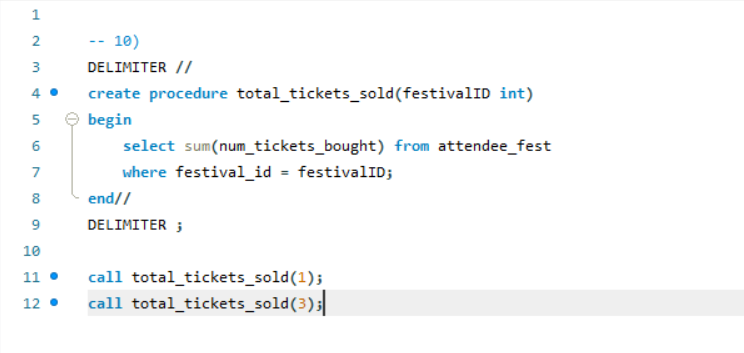 1
2 -- 10)
3 DELIMITER //
4 create procedure total_tickets_sold(festivalID int)
5 begin
6 select sum(num_tickets_bought) from attendee_fest
7 where festival_id = festivalID;
8 end//
9 DELIMITER ;
10
11 call total_tickets_sold(1);
12 call total_tickets_sold(3);